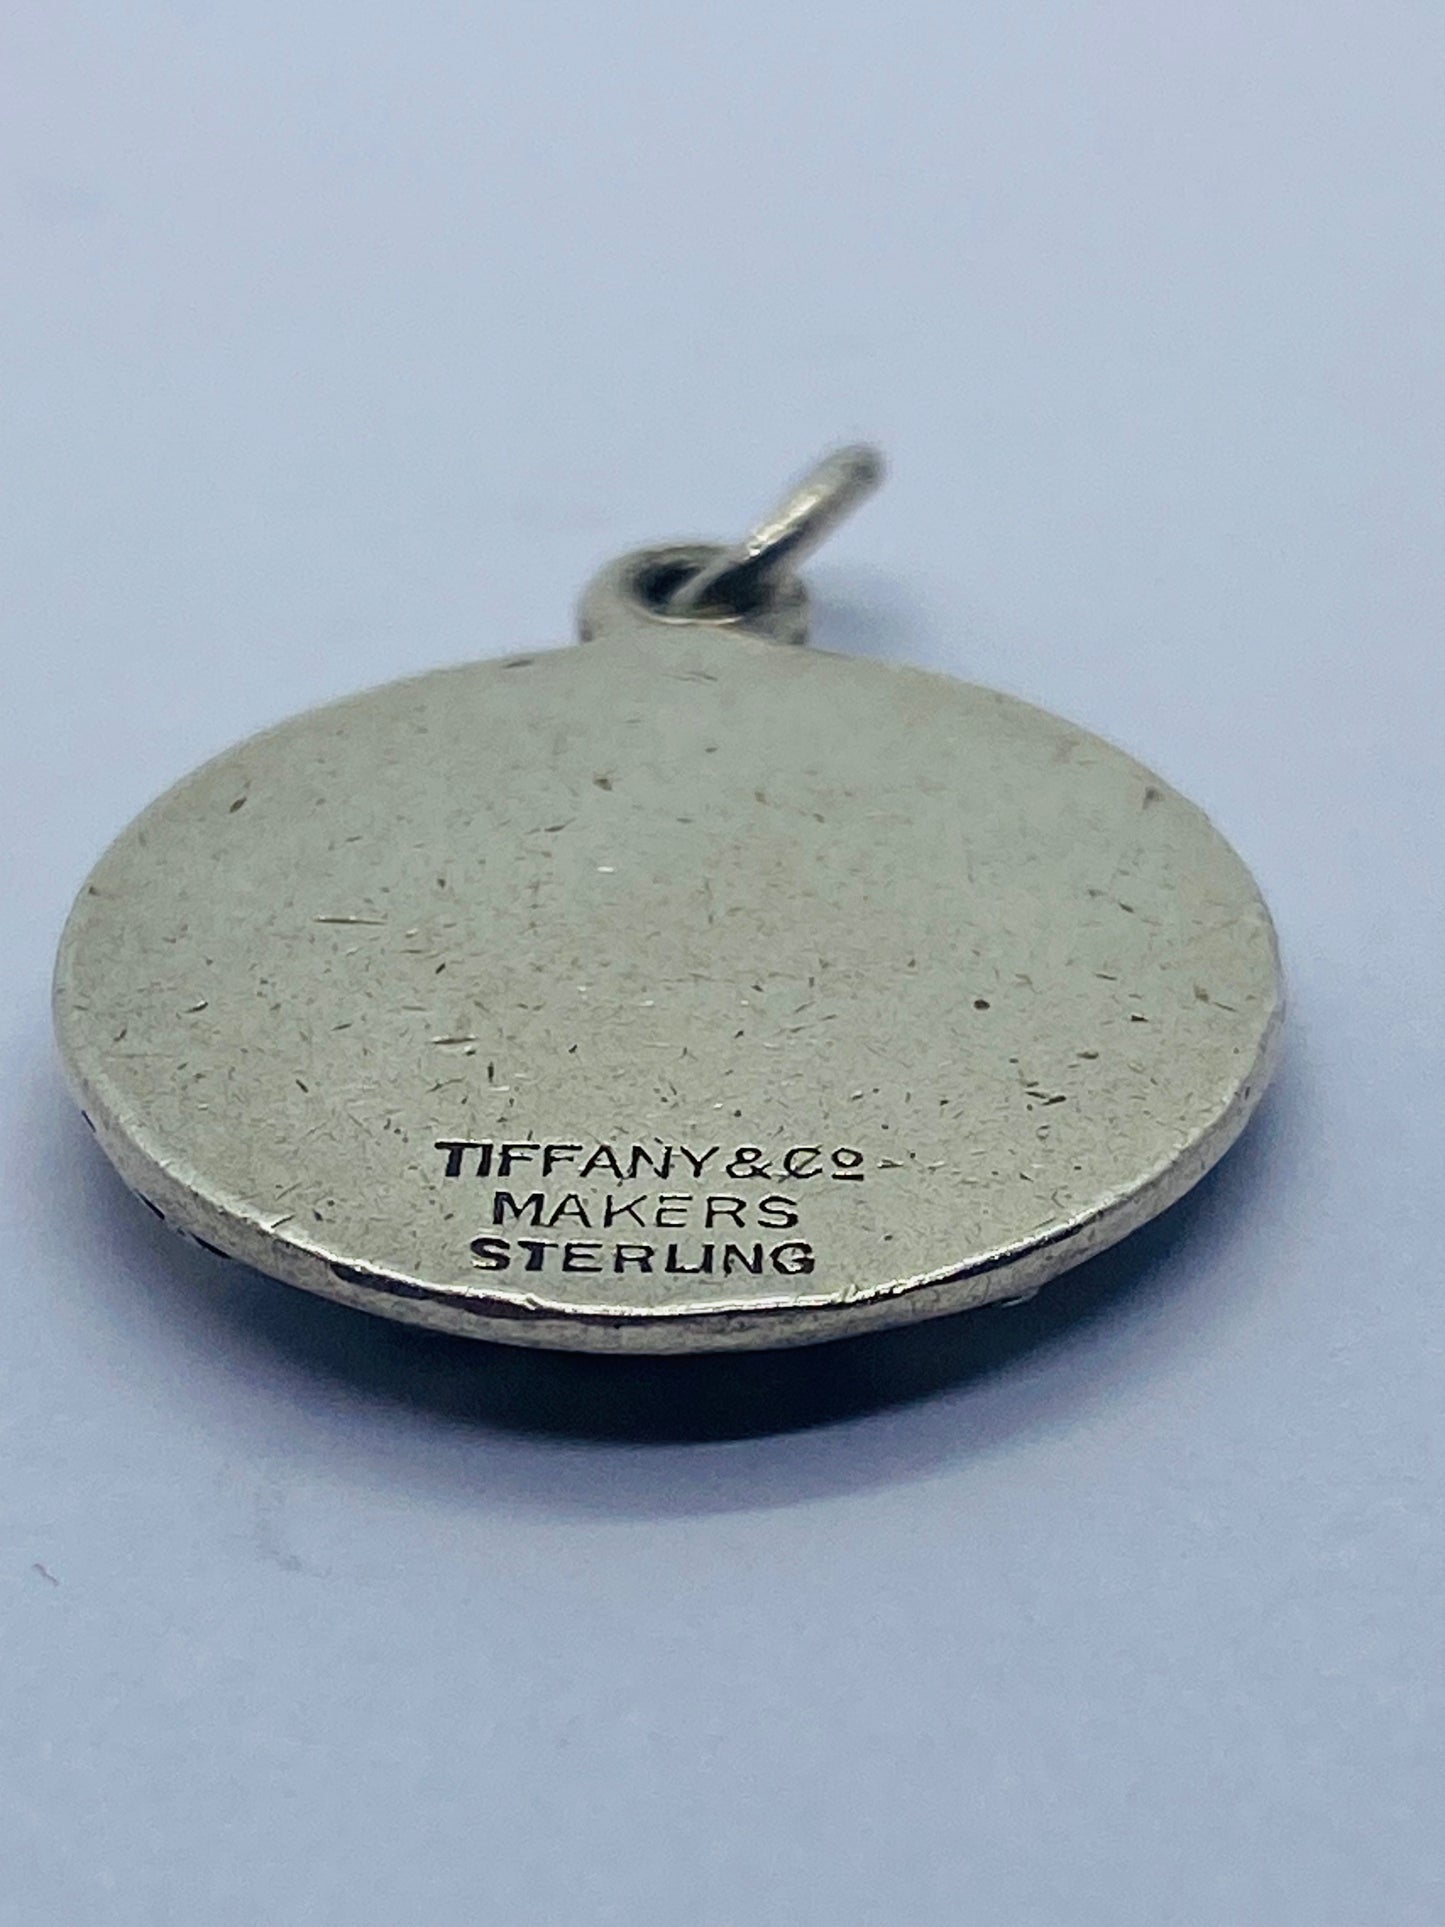 TIFFANY & Cº
MAKERS
STERLING